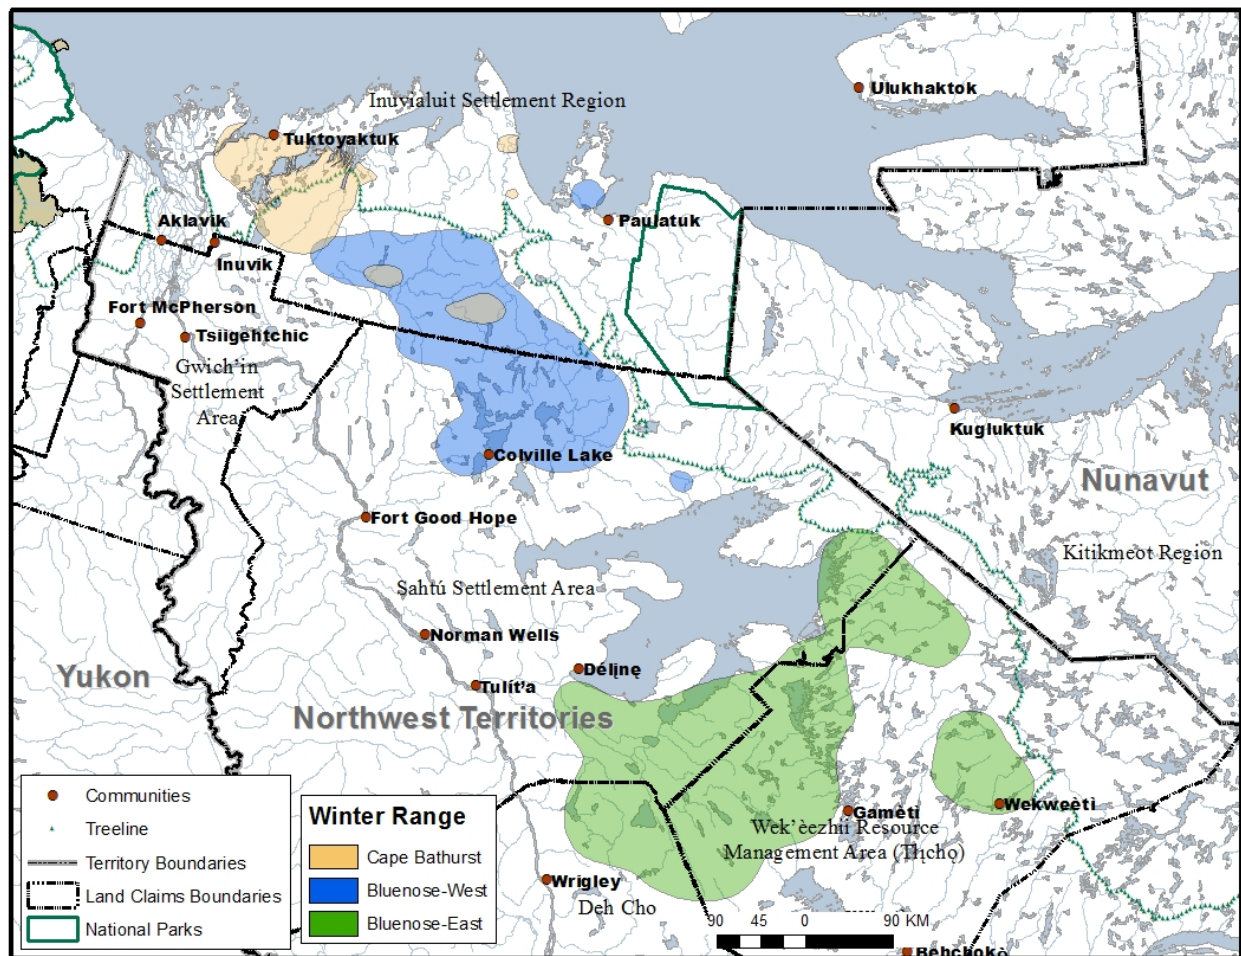 Ulukhaktok
Inuvialuit Settlement Region
Tuktoyaktuk
Paulatuk
Aklavik
Inuvik
Fort McPherson
Tsiigehtchic
Gwich'in
Settlement
Area
Kugluktuk
Colville Lake
Nunavut
Fort Good Hope
Kitikmeot Region
Sahtú Settlement Area
Norman Wells
Délįnę
Yukon
Tulít'a
Northwest Territories
Communities
Treeline
Territory Boundaries
Land Claims Boundaries
National Parks
Winter Range
Cape Bathurst
Bluenose-West
Bluenose-East
Wekweètì
Gamètì
Wek'èezhìi Resource
Management Area (Tłı̨chǫ)
Wrigley
Deh Cho
90 45 0 90 KM
Behchokǫ̀